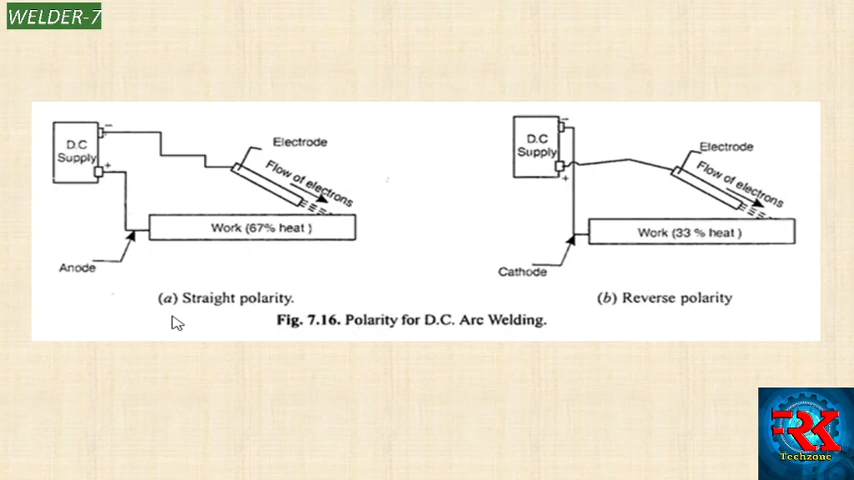 WELDER-7
D.C
Supply
−
+
Electrode
Flow of electrons
Work (67% heat )
Anode
(a) Straight polarity.
D.C
Supply
−
+
Electrode
Flow of electrons
Work (33 % heat )
Cathode
(b) Reverse polarity
Fig. 7.16. Polarity for D.C. Arc Welding.
RK
Techzone